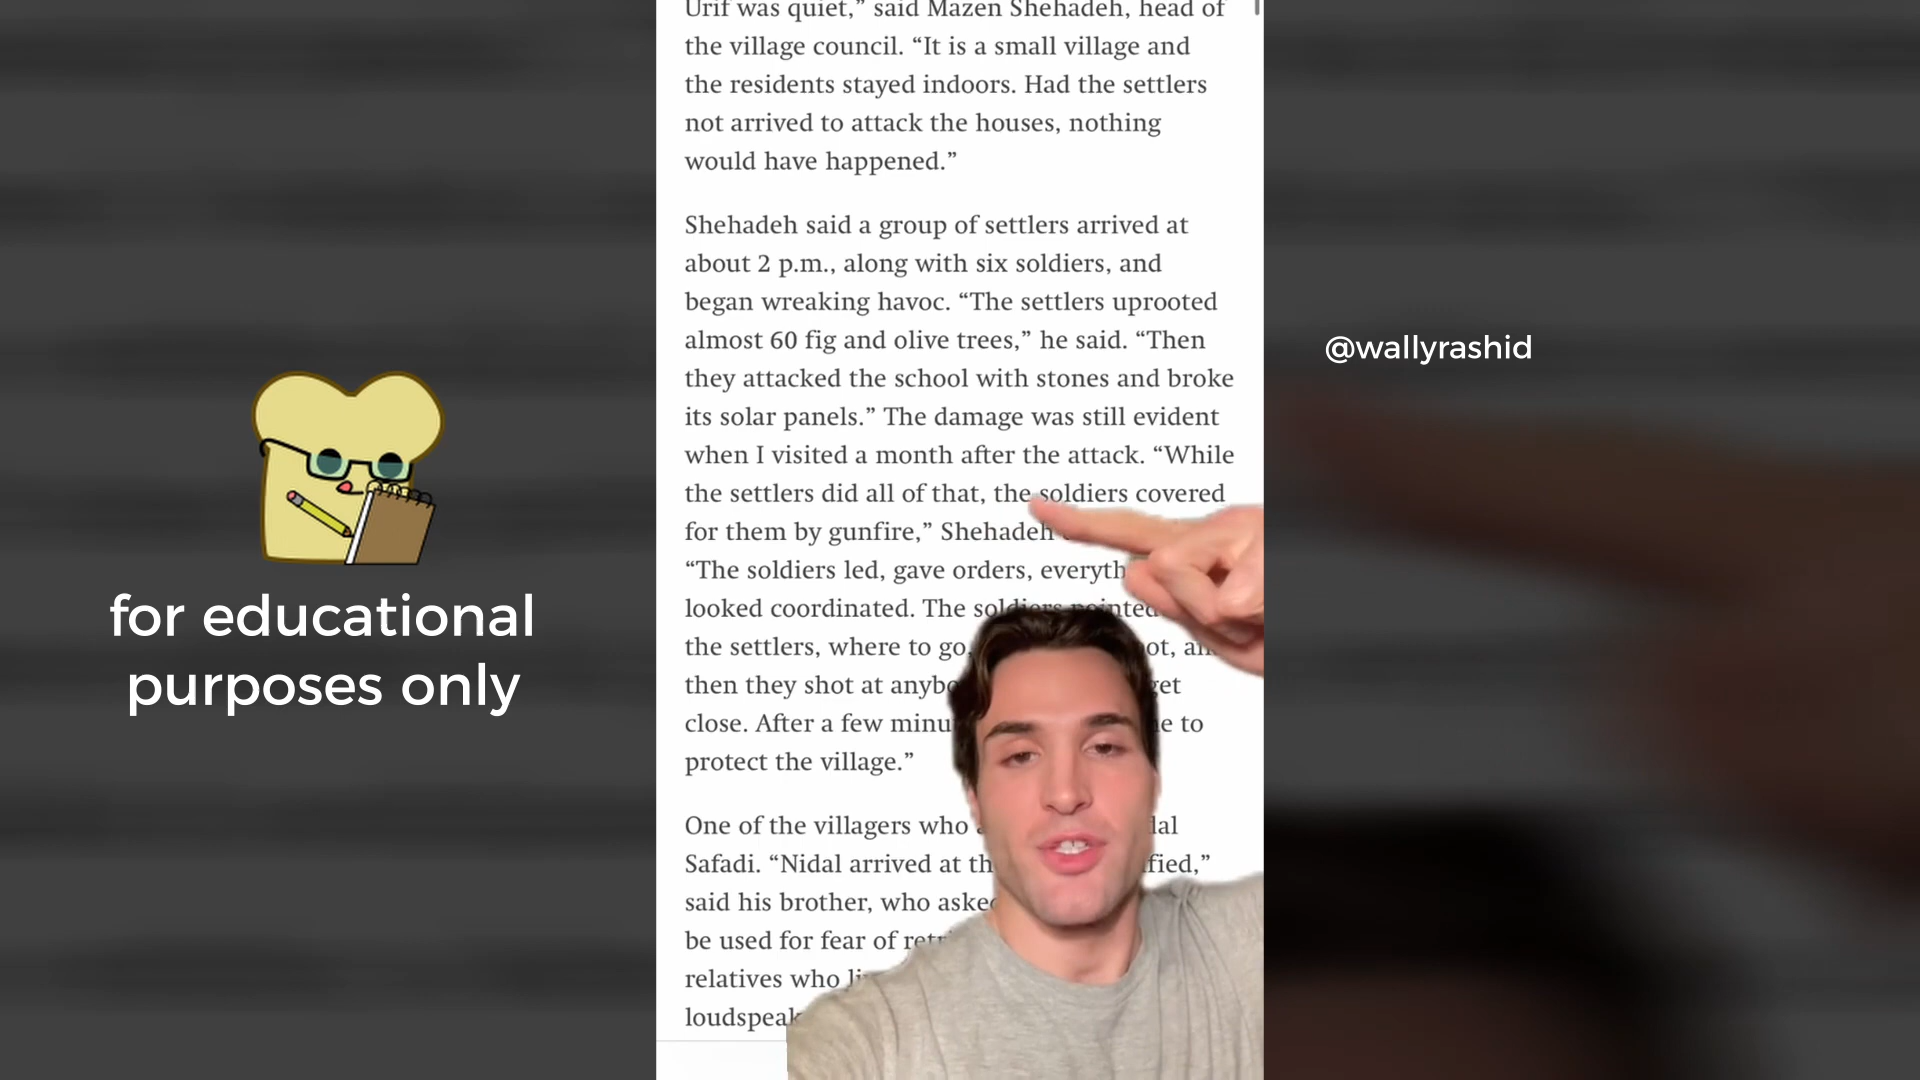 Urif was quiet,” said Mazen Shehadeh, head of
the village council. “It is a small village and
the residents stayed indoors. Had the settlers
not arrived to attack the houses, nothing
would have happened.”
Shehadeh said a group of settlers arrived at
about 2 p.m., along with six soldiers, and
began wreaking havoc. “The settlers uprooted
almost 60 fig and olive trees,” he said. “Then
they attacked the school with stones and broke
its solar panels.” The damage was still evident
when I visited a month after the attack. “While
the settlers did all of that, the soldiers covered
for them by gunfire,” Shehadeh
“The soldiers led, gave orders,
looked coordinated. The soldiers pointed
the settlers, where to go,
then they shot at get
close. After a few to
protect the village.”
One of the villagers who
Safadi. “Nidal arrived at
said his brother, who
be used for fear of
relatives who
for educational
purposes only
@wallyrashid